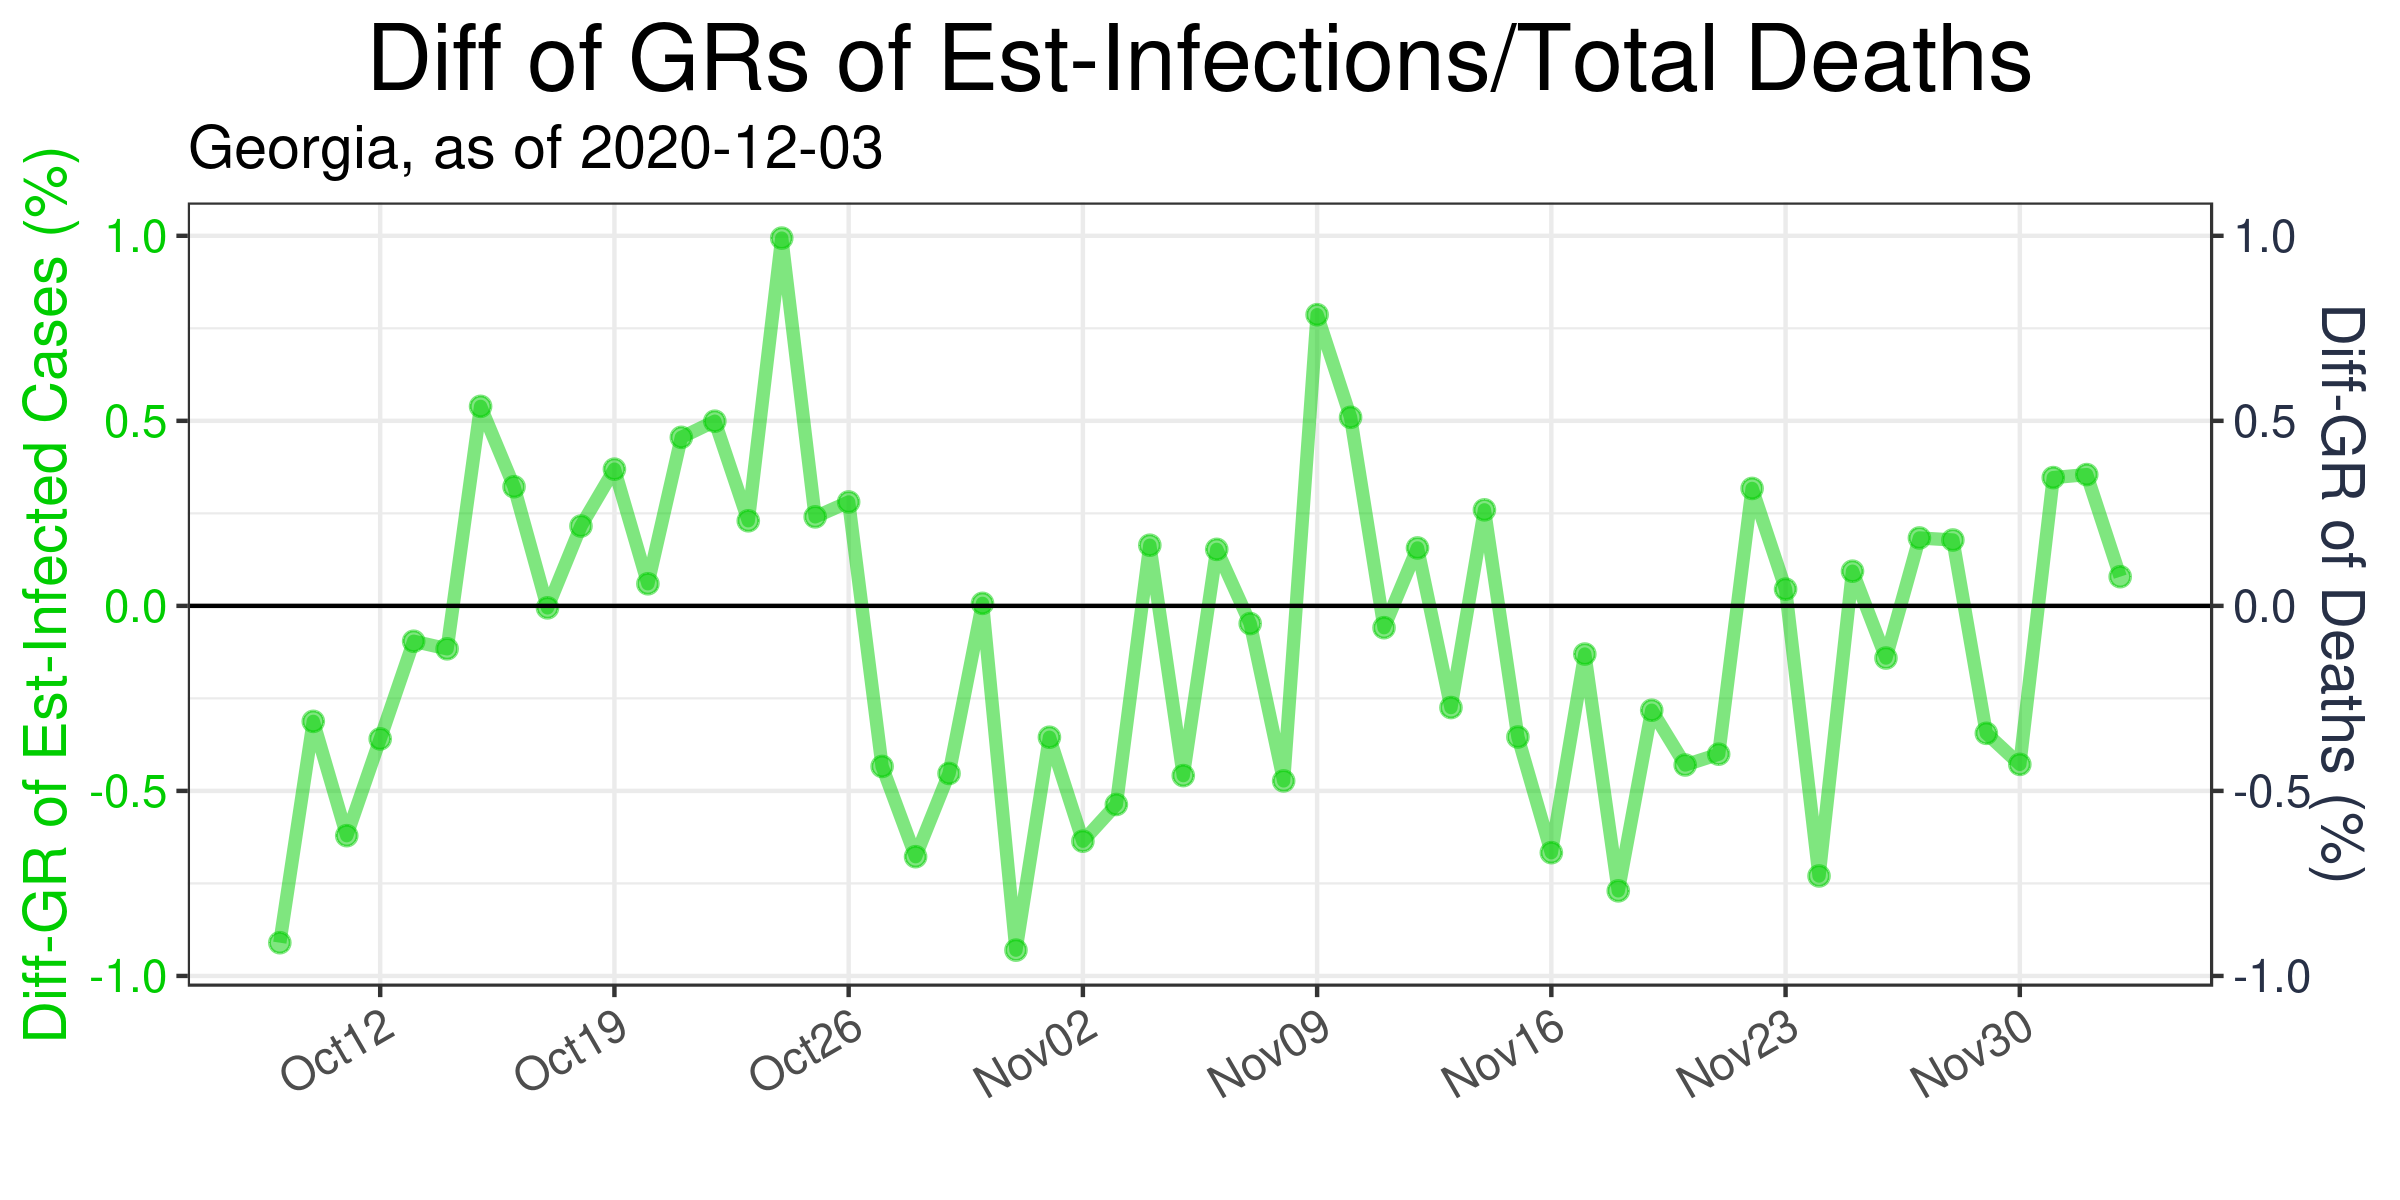 Diff of GRs of Est-Infections/Total Deaths
Georgia, as of 2020-12-03
Diff-GR of Est-Infected Cases (%)
1.0
0.5
0.0
-0.5
-1.0
1.0
0.5
0.0
-0.5
-1.0
Diff-GR of Deaths (%)
Oct12
Oct19
Oct26
Nov02
Nov09
Nov16
Nov23
Nov30